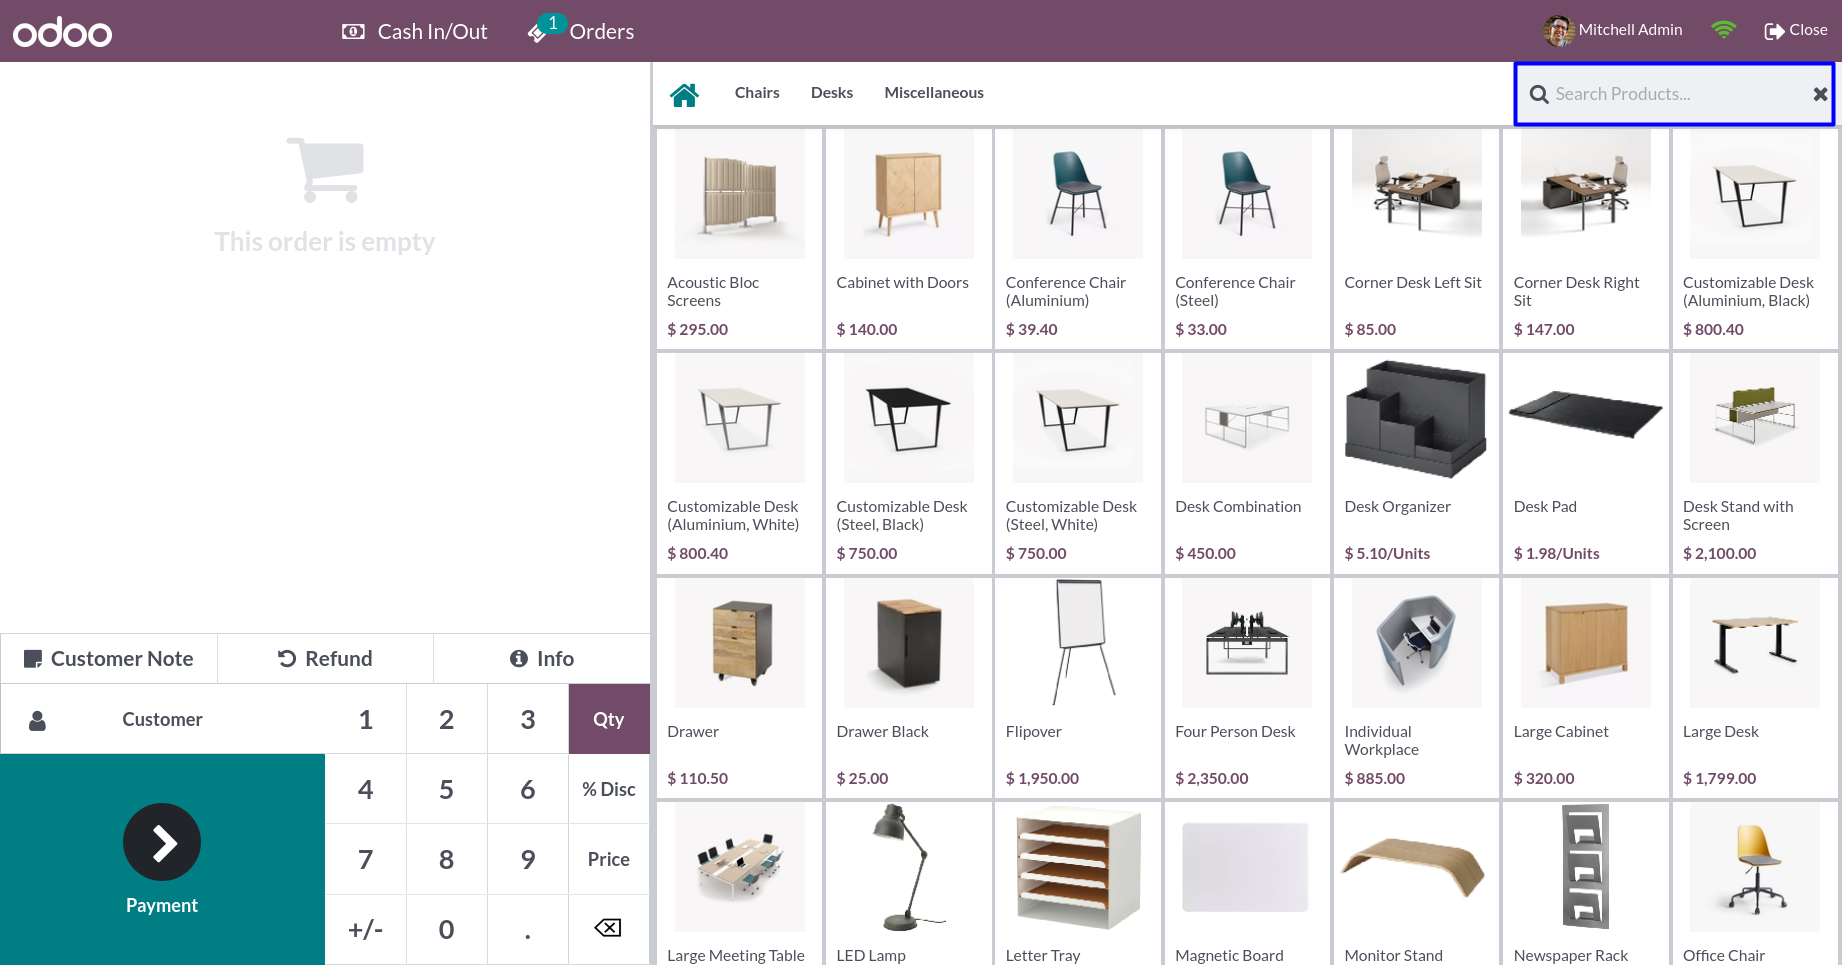 odoo
Cash In/Out
1
Orders
Mitchell Admin
Close
Chairs
Desks
Miscellaneous
Search Products...
This order is empty
Acoustic Bloc
Screens
$ 295.00
Cabinet with Doors
$ 140.00
Conference Chair
(Aluminium)
$ 39.40
Conference Chair
(Steel)
$ 33.00
Corner Desk Left Sit
$ 85.00
Corner Desk Right
Sit
$ 147.00
Customizable Desk
(Aluminium, Black)
$ 800.40
Customizable Desk
(Aluminium, White)
$ 800.40
Customizable Desk
(Steel, Black)
$ 750.00
Customizable Desk
(Steel, White)
$ 750.00
Desk Combination
$ 450.00
Desk Organizer
$ 5.10/Units
Desk Pad
$ 1.98/Units
Desk Stand with
Screen
$ 2,100.00
Drawer
$ 110.50
Drawer Black
$ 25.00
Flipover
$ 1,950.00
Four Person Desk
$ 2,350.00
Individual
Workplace
$ 885.00
Large Cabinet
$ 320.00
Large Desk
$ 1,799.00
Large Meeting Table
LED Lamp
Letter Tray
Magnetic Board
Monitor Stand
Newspaper Rack
Office Chair
Customer Note
Refund
Info
Customer
1
2
3
Qty
4
5
6
% Disc
7
8
9
Price
+/-
0
.
Payment